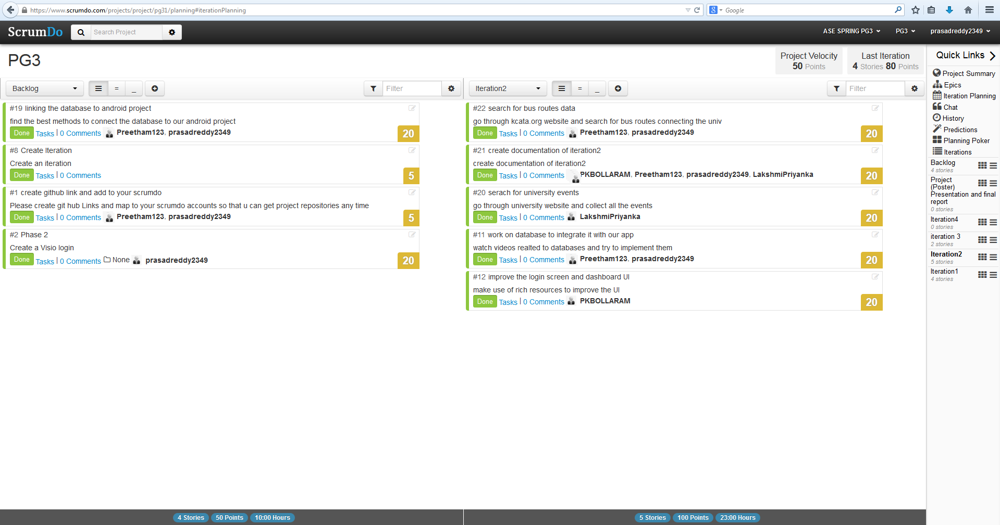 https://www.scrumdo.com/projects/project/pg31/planning#iterationPlanning
Google
ScrumDo
Search Project
ASE SPRING PG3
PG3
prasadreddy2349
PG3
Project Velocity
50 Points
Last Iteration
4 Stories 80 Points
Backlog
=
_
Filter
#19 linking the database to android project
find the best methods to connect the database to our android project
Done Tasks | 0 Comments Preetham123, prasadreddy2349
20
#8 Create Iteration
Create an iteration
Done Tasks | 0 Comments
5
#1 create github link and add to your scrumdo
Please create git hub Links and map to your scrumdo accounts so that u can get project repositories any time
Done Tasks | 0 Comments Preetham123, prasadreddy2349
5
#2 Phase 2
Create a Visio login
Done Tasks | 0 Comments None prasadreddy2349
20
4 Stories 50 Points 10:00 Hours
Iteration2
=
_
Filter
#22 search for bus routes data
go through kcata.org website and search for bus routes connecting the univ
Done Tasks | 0 Comments Preetham123, prasadreddy2349
20
#21 create documentation of iteration2
create documentation of iteration2
Done Tasks | 0 Comments PKBOLLARAM, Preetham123, prasadreddy2349, LakshmiPriyanka
20
#20 serach for university events
go through university website and collect all the events
Done Tasks | 0 Comments LakshmiPriyanka
20
#11 work on database to integrate it with our app
watch videos realted to databases and try to implement them
Done Tasks | 0 Comments Preetham123, prasadreddy2349
20
#12 improve the login screen and dashboard UI
make use of rich resources to improve the UI
Done Tasks | 0 Comments PKBOLLARAM
20
5 Stories 100 Points 23:00 Hours
Quick Links
Project Summary
Epics
Iteration Planning
Chat
History
Predictions
Planning Poker
Iterations
Backlog
4 stories
Project
(Poster)
Presentation and final
report
0 stories
Iteration4
0 stories
iteration 3
2 stories
Iteration2
5 stories
Iteration1
4 stories